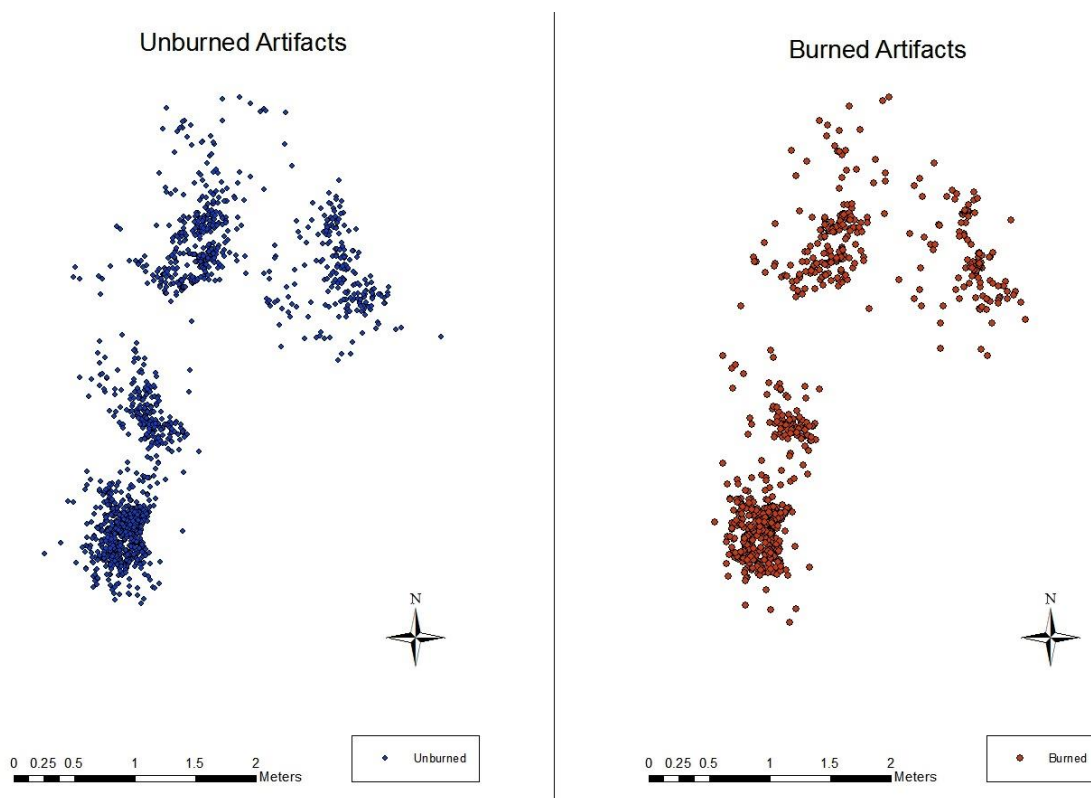 Unburned Artifacts
N
Unburned
0 0.25 0.5 1 1.5 2
Meters
Burned Artifacts
N
Burned
0 0.25 0.5 1 1.5 2
Meters